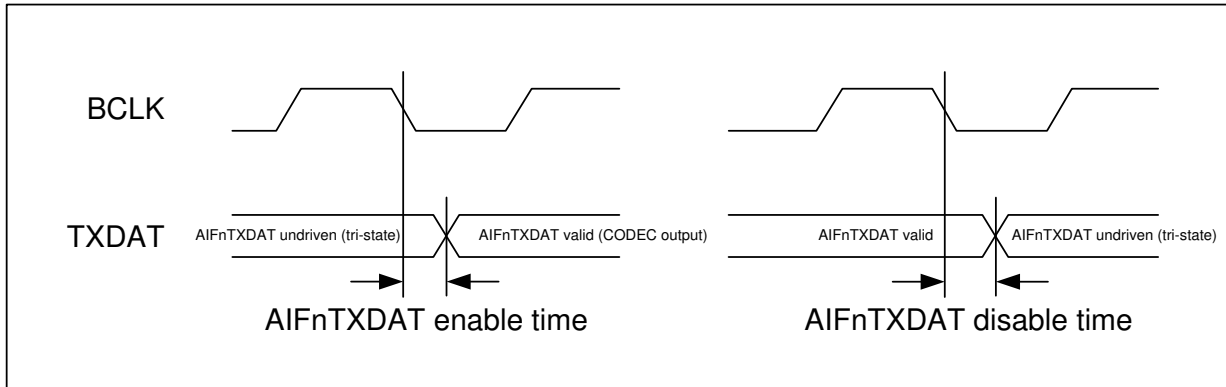 BCLK
TXDAT
AIFnTXDAT undriven (tri-state)
AIFnTXDAT valid (CODEC output)
AIFnTXDAT valid
AIFnTXDAT undriven (tri-state)
AIFnTXDAT enable time
AIFnTXDAT disable time